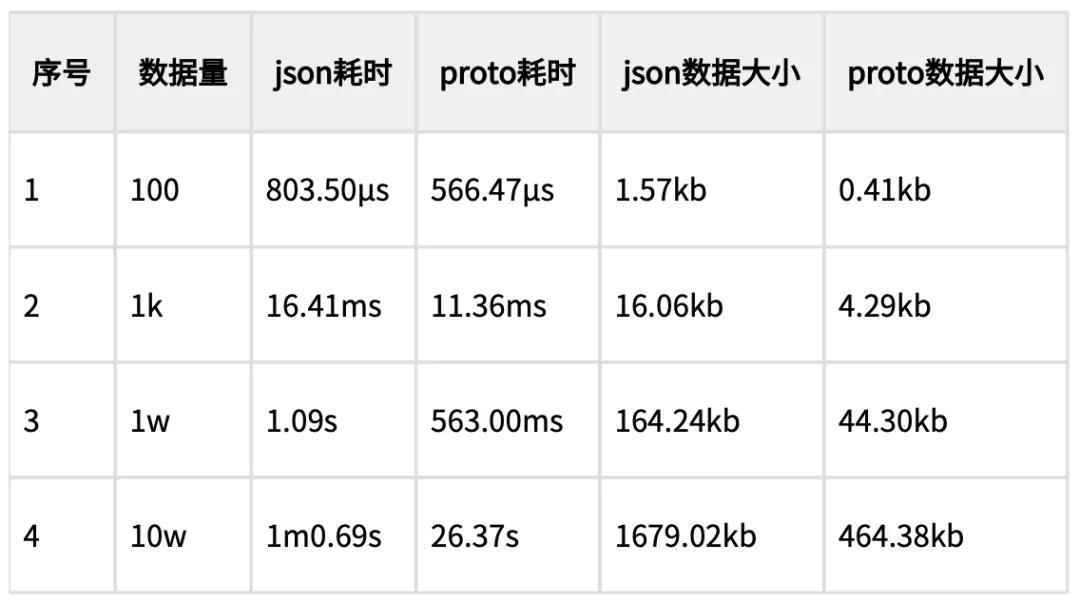 序号 数据量 json耗时 proto耗时 json数据大小 proto数据大小
1 100 803.50µs 566.47µs 1.57kb 0.41kb
2 1k 16.41ms 11.36ms 16.06kb 4.29kb
3 1w 1.09s 563.00ms 164.24kb 44.30kb
4 10w 1m0.69s 26.37s 1679.02kb 464.38kb